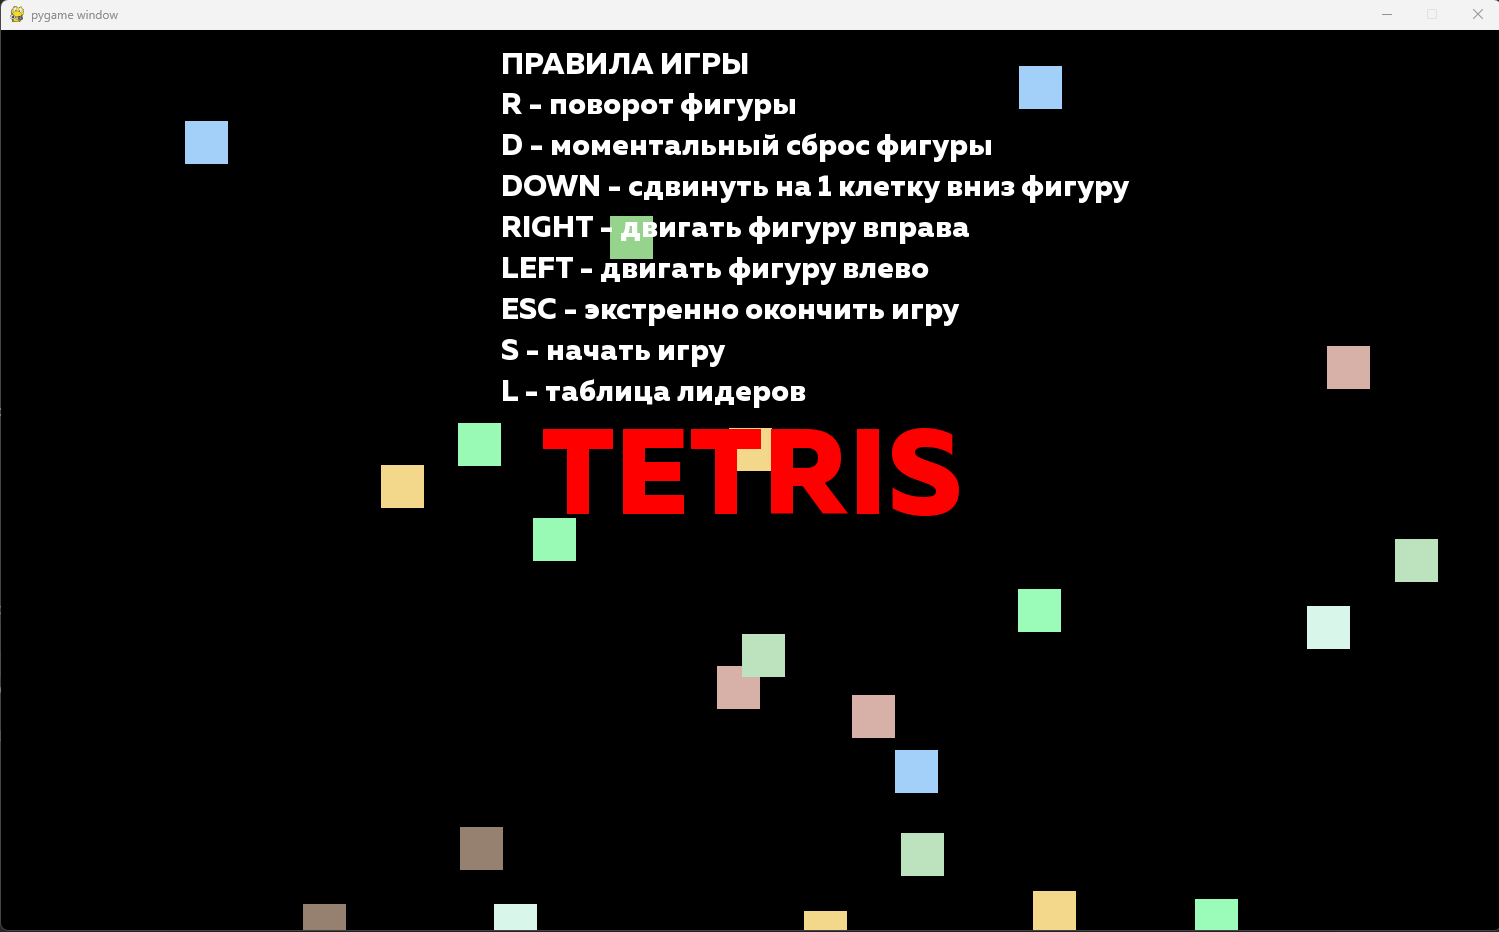 pygame window
ПРАВИЛА ИГРЫ
R - поворот фигуры
D - моментальный сброс фигуры
DOWN - сдвинуть на 1 клетку вниз фигуру
RIGHT - двигать фигуру вправа
LEFT - двигать фигуру влево
ESC - экстренно окончить игру
S - начать игру
L - таблица лидеров
TETRIS